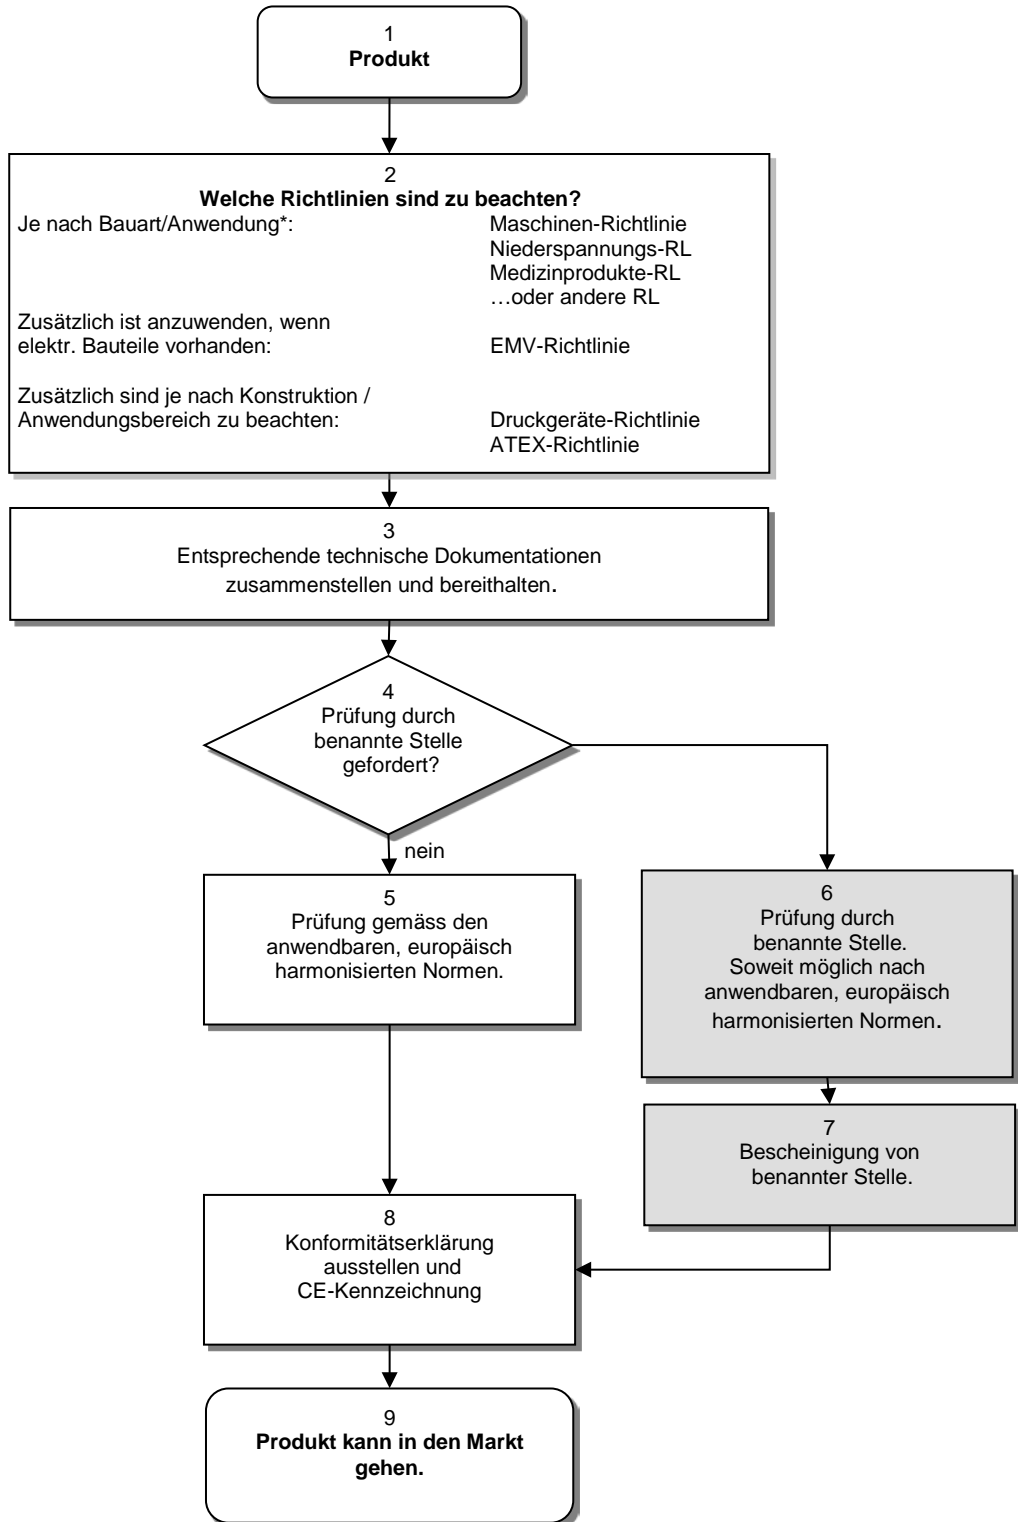 1
Produkt
2
Welche Richtlinien sind zu beachten?
Je nach Bauart/Anwendung*: Maschinen-Richtlinie
Niederspannungs-RL
Medizinprodukte-RL
…oder andere RL
Zusätzlich ist anzuwenden, wenn
elektr. Bauteile vorhanden: EMV-Richtlinie
Zusätzlich sind je nach Konstruktion /
Anwendungsbereich zu beachten: Druckgeräte-Richtlinie
ATEX-Richtlinie
3
Entsprechende technische Dokumentationen
zusammenstellen und bereithalten.
4
Prüfung durch
benannte Stelle
gefordert?
nein
5
Prüfung gemäss den
anwendbaren, europäisch
harmonisierten Normen.
6
Prüfung durch
benannte Stelle.
Soweit möglich nach
anwendbaren, europäisch
harmonisierten Normen.
7
Bescheinigung von
benannter Stelle.
8
Konformitätserklärung
ausstellen und
CE-Kennzeichnung
9
Produkt kann in den Markt
gehen.